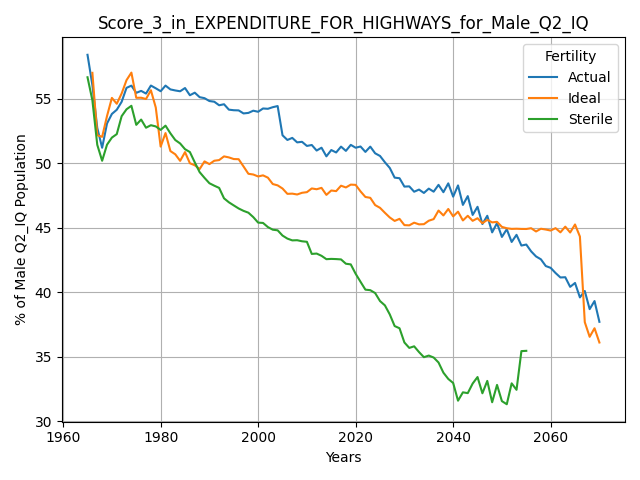 Score_3_in_EXPENDITURE_FOR_HIGHWAYS_for_Male_Q2_IQ
Fertility
Actual
Ideal
Sterile
% of Male Q2_IQ Population
55
50
45
40
35
30
1960
1980
2000
2020
2040
2060
Years